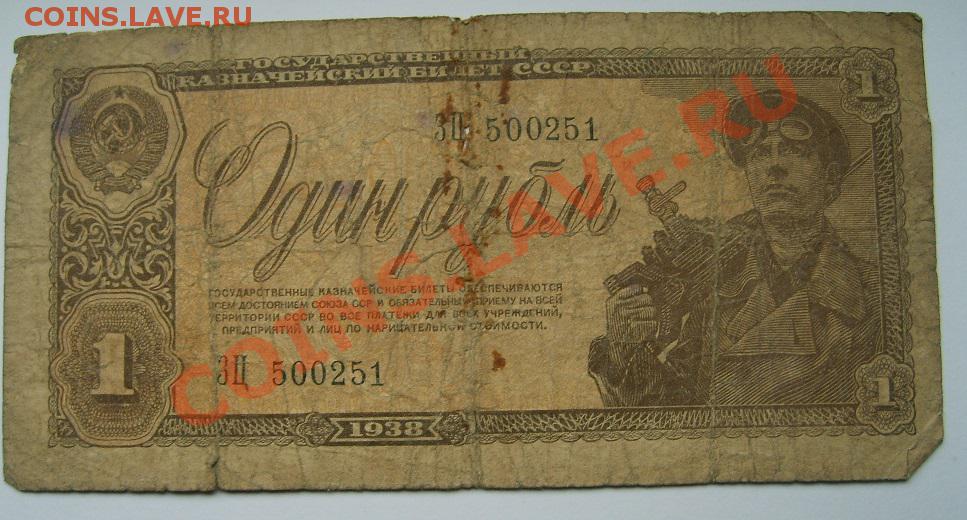 COINS.LAVE.RU
ГОСУДАРСТВЕННЫЙ
КАЗНАЧЕЙСКИЙ БИЛЕТ СССР
1
ЗЦ 500251
Один рубль
ГОСУДАРСТВЕННЫЕ КАЗНАЧЕЙСКИЕ БИЛЕТЫ ОБЕСПЕЧИВАЮТСЯ
ВСЕМ ДОСТОЯНИЕМ СОЮЗА ССР И ОБЯЗАТЕЛЬНЫ К ПРИЕМУ НА ВСЕЙ
ТЕРРИТОРИИ СССР ВО ВСЕ ПЛАТЕЖИ ДЛЯ ВСЕХ УЧРЕЖДЕНИЙ,
ПРЕДПРИЯТИЙ И ЛИЦ ПО НАРИЦАТЕЛЬНОЙ СТОИМОСТИ.
1
ЗЦ 500251
1
1938
COINS.LAVE.RU